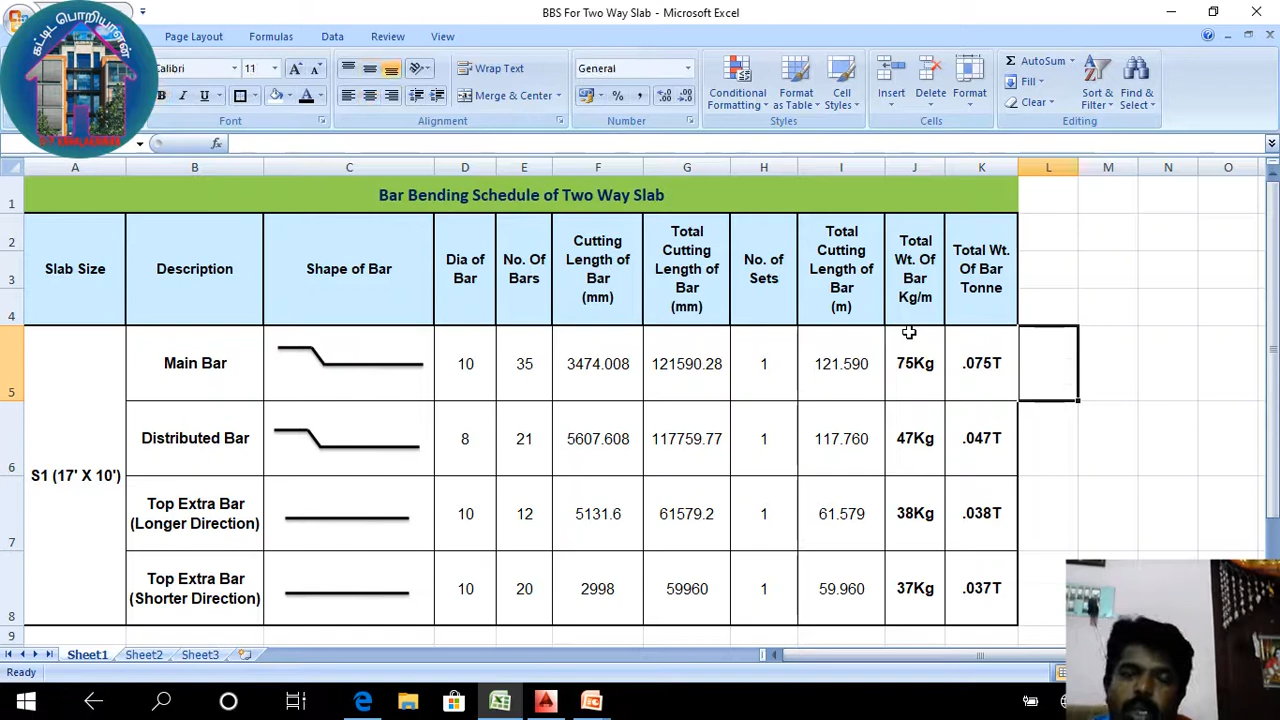 BBS For Two Way Slab - Microsoft Excel
கட்டிட பொறியாளன்
Page Layout Formulas Data Review View
Calibri 11 Wrap Text General
U Merge & Center % ,
Conditional Formatting Format as Table Cell Styles
Insert Delete Format
Σ AutoSum Fill Clear
Sort & Filter Find & Select
Font Alignment Number Styles Cells Editing
fx
A B C D E F G H I J K L M N O
1 Bar Bending Schedule of Two Way Slab
2
3
4
Slab Size
Description
Shape of Bar
Dia of Bar
No. Of Bars
Cutting Length of Bar (mm)
Total Cutting Length of Bar (mm)
No. of Sets
Total Cutting Length of Bar (m)
Total Wt. Of Bar Kg/m
Total Wt. Of Bar Tonne
5 Main Bar 10 35 3474.008 121590.28 1 121.590 75Kg .075T
6 Distributed Bar 8 21 5607.608 117759.77 1 117.760 47Kg .047T
S1 (17' X 10')
7 Top Extra Bar (Longer Direction) 10 12 5131.6 61579.2 1 61.579 38Kg .038T
8 Top Extra Bar (Shorter Direction) 10 20 2998 59960 1 59.960 37Kg .037T
9
Sheet1 Sheet2 Sheet3
Ready